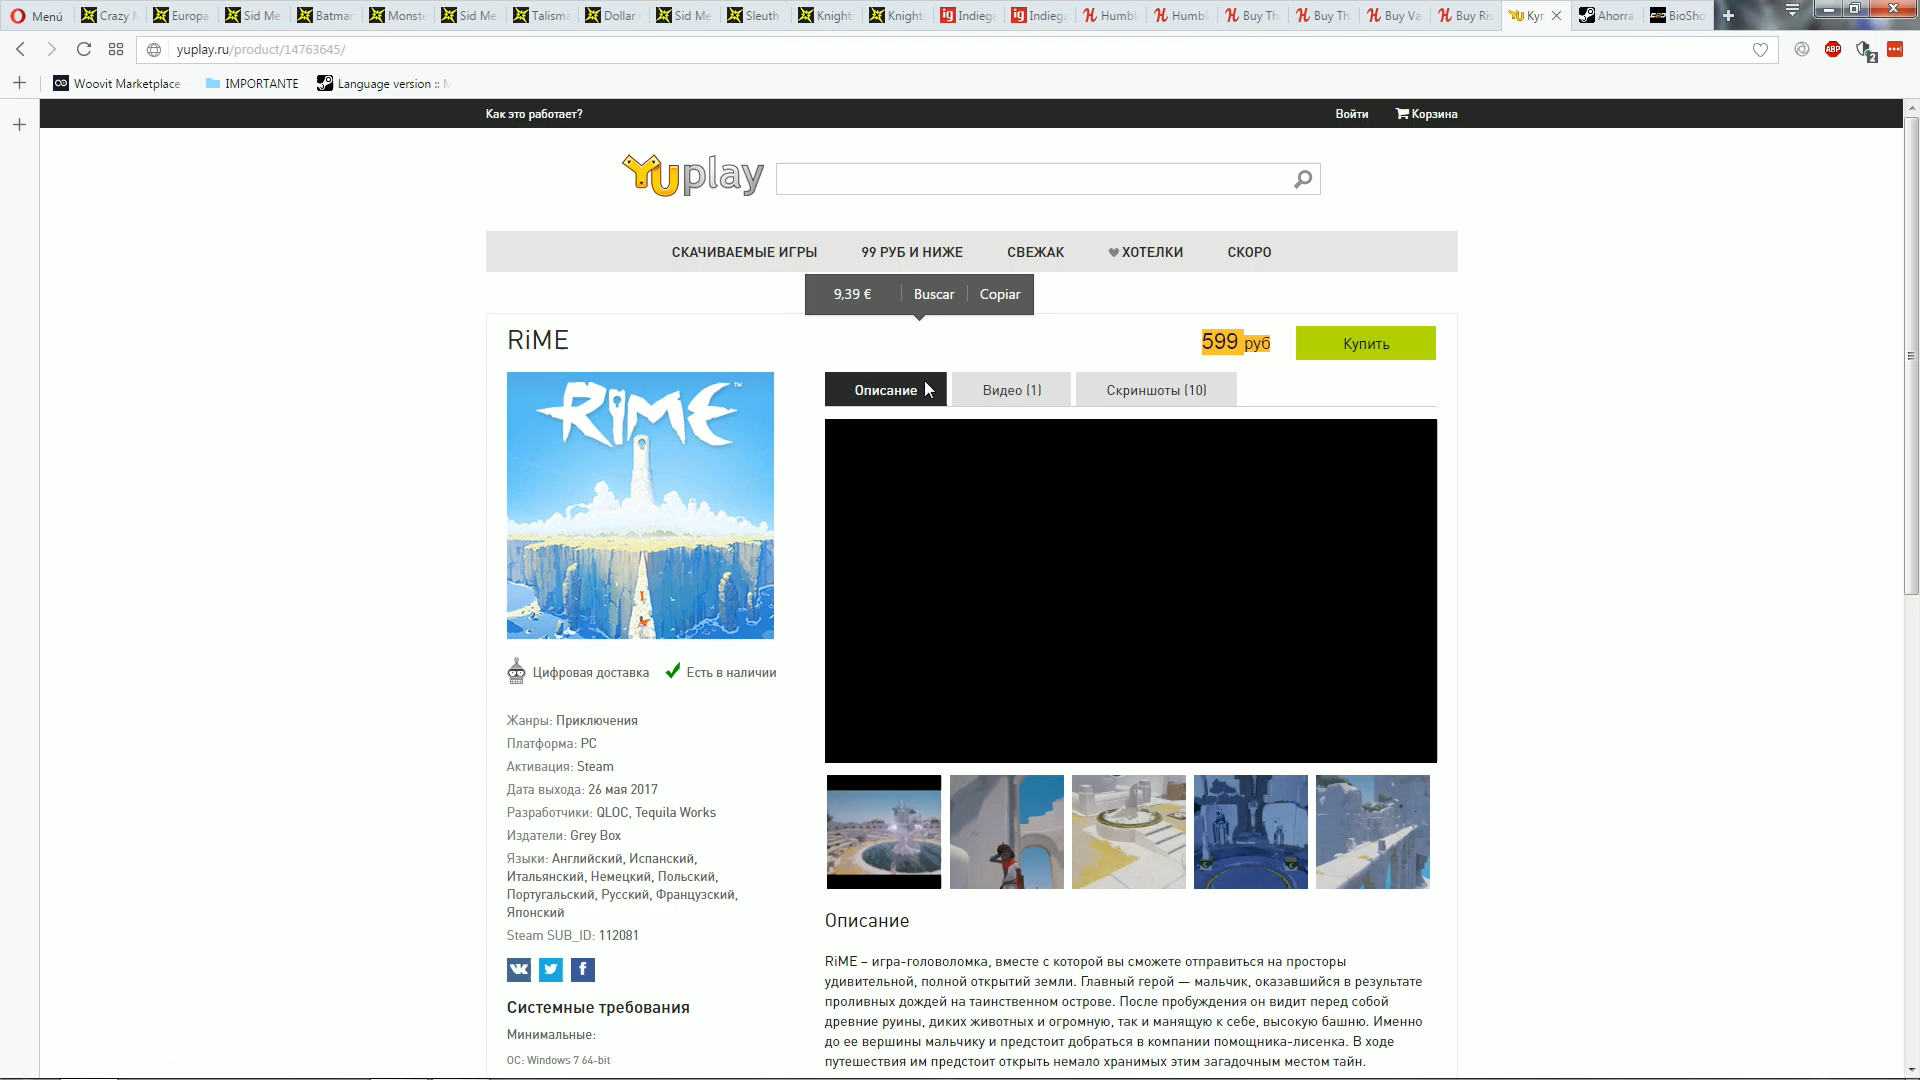 Menú
Crazy
Europa
Sid Me
Batman
Monste
Sid Me
Talisma
Dollar
Sid Me
Sleuth
Knight
Knight
Indiega
Indiega
Humbl
Humbl
Buy Th
Buy Th
Buy Va
Buy Ris
Куп
Ahorra
BioSho
yuplay.ru/product/14763645/
ABP
2
Woovit Marketplace
IMPORTANTE
Language version ::
Как это работает?
Войти
Корзина
Yuplay
СКАЧИВАЕМЫЕ ИГРЫ
99 РУБ И НИЖЕ
СВЕЖАК
ХОТЕЛКИ
СКОРО
9,39 €
Buscar
Copiar
RiME
599 руб
Купить
RiME™
Описание
Видео (1)
Скриншоты (10)
Цифровая доставка
Есть в наличии
Жанры: Приключения
Платформа: PC
Активация: Steam
Дата выхода: 26 мая 2017
Разработчики: QLOC, Tequila Works
Издатели: Grey Box
Языки: Английский, Испанский,
Итальянский, Немецкий, Польский,
Португальский, Русский, Французский,
Японский
Steam SUB_ID: 112081
Системные требования
Минимальные:
ОС: Windows 7 64-bit
Описание
RiME – игра-головоломка, вместе с которой вы сможете отправиться на просторы
удивительной, полной открытий земли. Главный герой — мальчик, оказавшийся в результате
проливных дождей на таинственном острове. После пробуждения он видит перед собой
древние руины, диких животных и огромную, так и манящую к себе, высокую башню. Именно
до ее вершины мальчику и предстоит добраться в компании помощника-лисенка. В ходе
путешествия им предстоит открыть немало хранимых этим загадочным местом тайн.